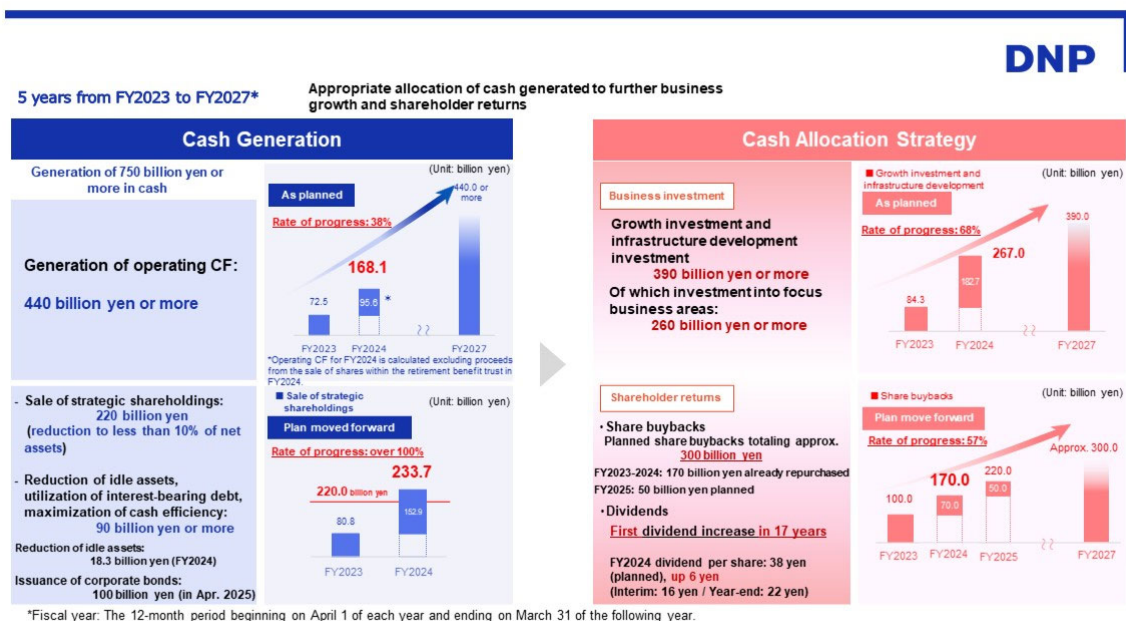 DNP
5 years from FY2023 to FY2027*
Appropriate allocation of cash generated to further business
growth and shareholder returns
Cash Generation
Generation of 750 billion yen or
more in cash
Generation of operating CF:
440 billion yen or more
(Unit: billion yen)
As planned
440.0 or
more
Rate of progress: 38%
168.1
72.5
95.6
*
FY2023
FY2024
FY2027
*Operating CF for FY2024 is calculated excluding proceeds
from the sale of shares within the retirement benefit trust in
FY2024.
- Sale of strategic shareholdings:
220 billion yen
(reduction to less than 10% of net
assets)
- Reduction of idle assets,
utilization of interest-bearing debt,
maximization of cash efficiency:
90 billion yen or more
Reduction of idle assets:
18.3 billion yen (FY2024)
Issuance of corporate bonds:
100 billion yen (in Apr. 2025)
■ Sale of strategic
shareholdings
(Unit: billion yen)
Plan moved forward
Rate of progress: over 100%
233.7
220.0 billion yen
80.8
152.9
FY2023
FY2024
Cash Allocation Strategy
Business investment
Growth investment and
infrastructure development
investment
390 billion yen or more
Of which investment into focus
business areas:
260 billion yen or more
■ Growth investment and
infrastructure development
(Unit: billion yen)
As planned
Rate of progress: 68%
390.0
267.0
182.7
84.3
FY2023
FY2024
FY2027
Shareholder returns
・Share buybacks
Planned share buybacks totaling approx.
300 billion yen
FY2023-2024: 170 billion yen already repurchased
FY2025: 50 billion yen planned
・Dividends
First dividend increase in 17 years
FY2024 dividend per share: 38 yen
(planned), up 6 yen
(Interim: 16 yen / Year-end: 22 yen)
■ Share buybacks
(Unit: billion yen)
Plan moved forward
Rate of progress: 57%
Approx. 300.0
220.0
170.0
100.0
70.0
50.0
FY2023
FY2024
FY2025
FY2027
*Fiscal year: The 12-month period beginning on April 1 of each year and ending on March 31 of the following year.